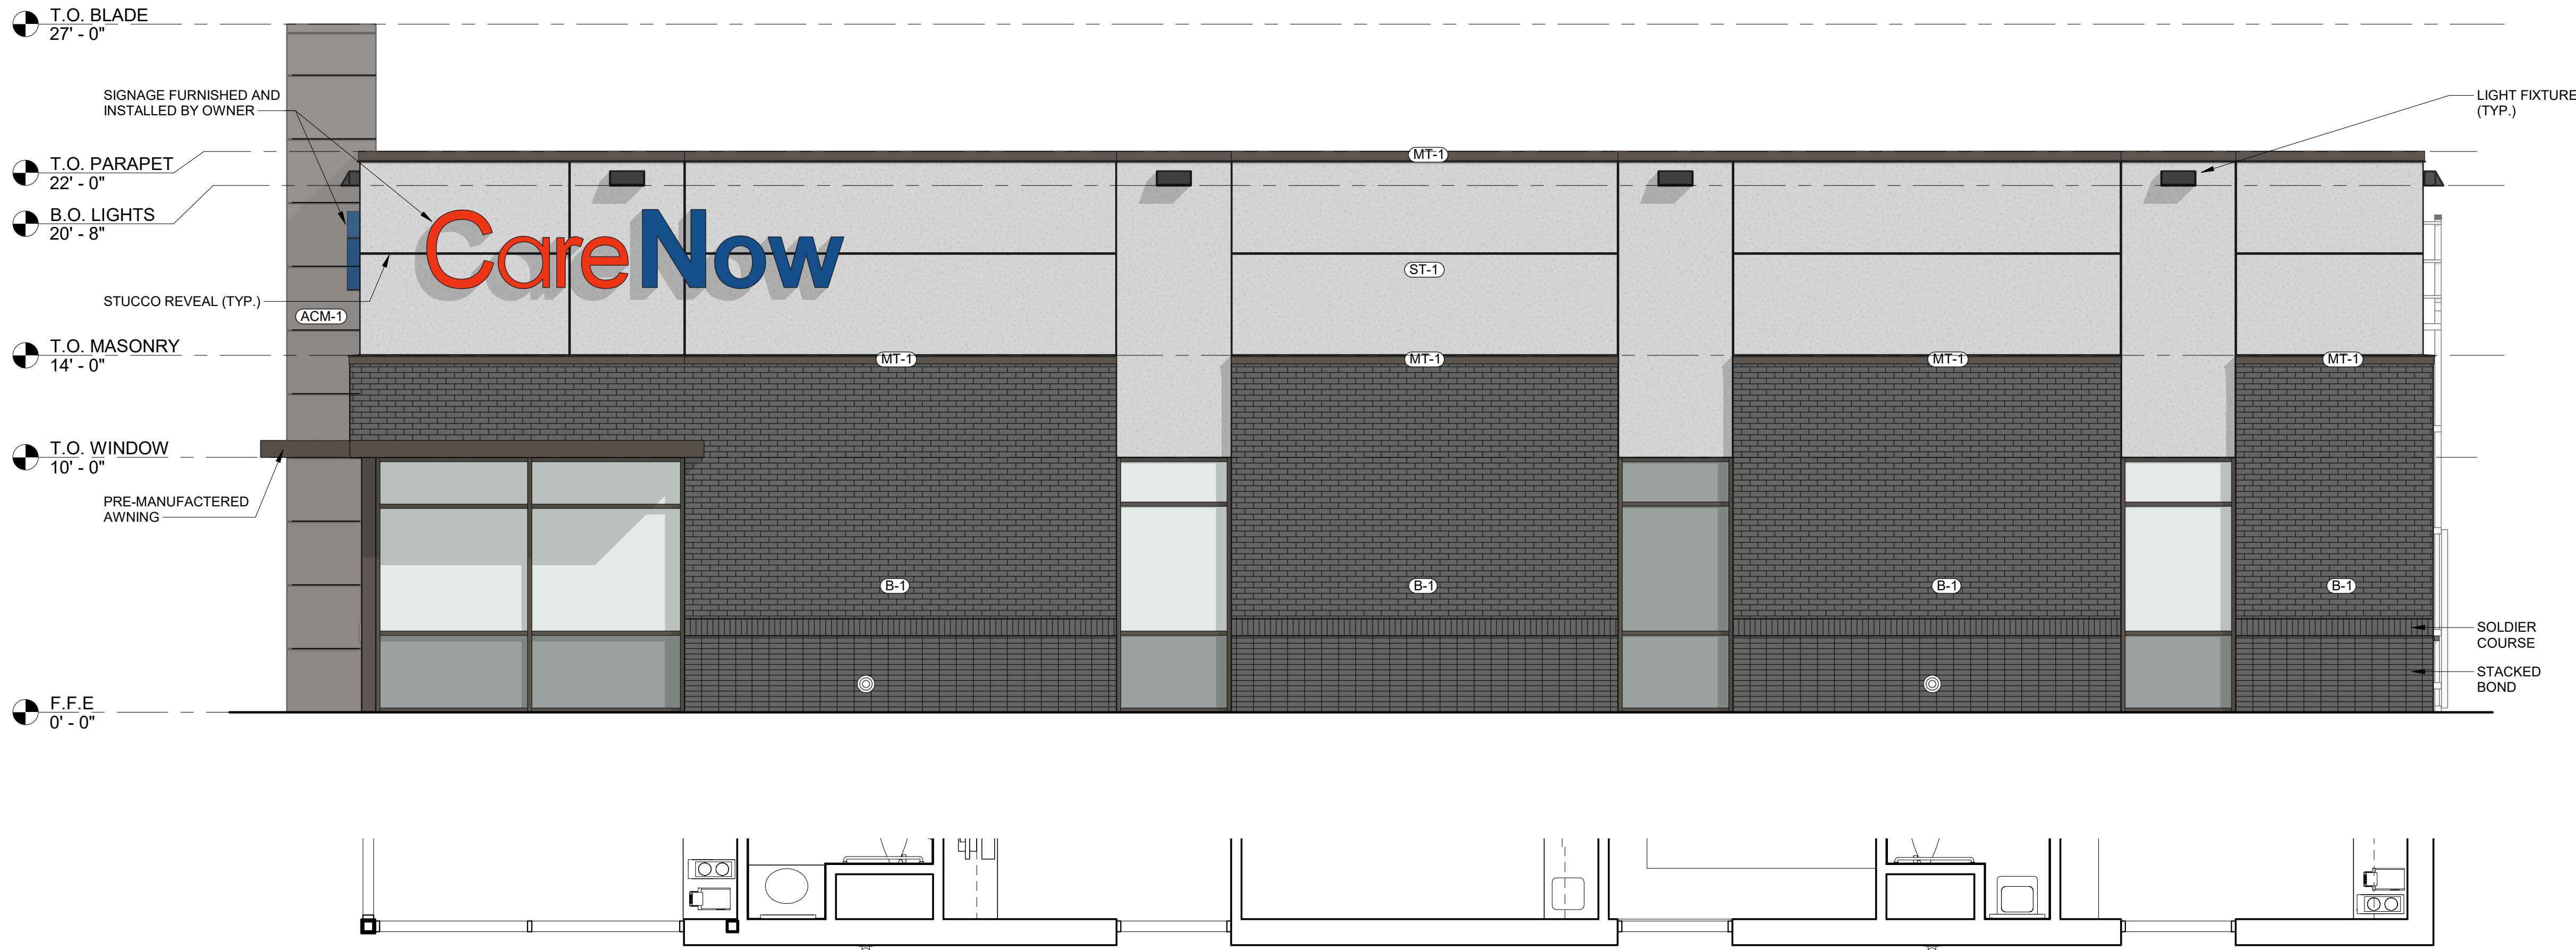 T.O. BLADE
27' - 0"
SIGNAGE FURNISHED AND
INSTALLED BY OWNER
LIGHT FIXTURE
(TYP.)
T.O. PARAPET
22' - 0"
MT-1
B.O. LIGHTS
20' - 8"
CareNow
ST-1
STUCCO REVEAL (TYP.)
ACM-1
T.O. MASONRY
14' - 0"
MT-1
MT-1
MT-1
MT-1
T.O. WINDOW
10' - 0"
PRE-MANUFACTERED
AWNING
B-1
B-1
B-1
B-1
SOLDIER
COURSE
STACKED
BOND
F.F.E
0' - 0"